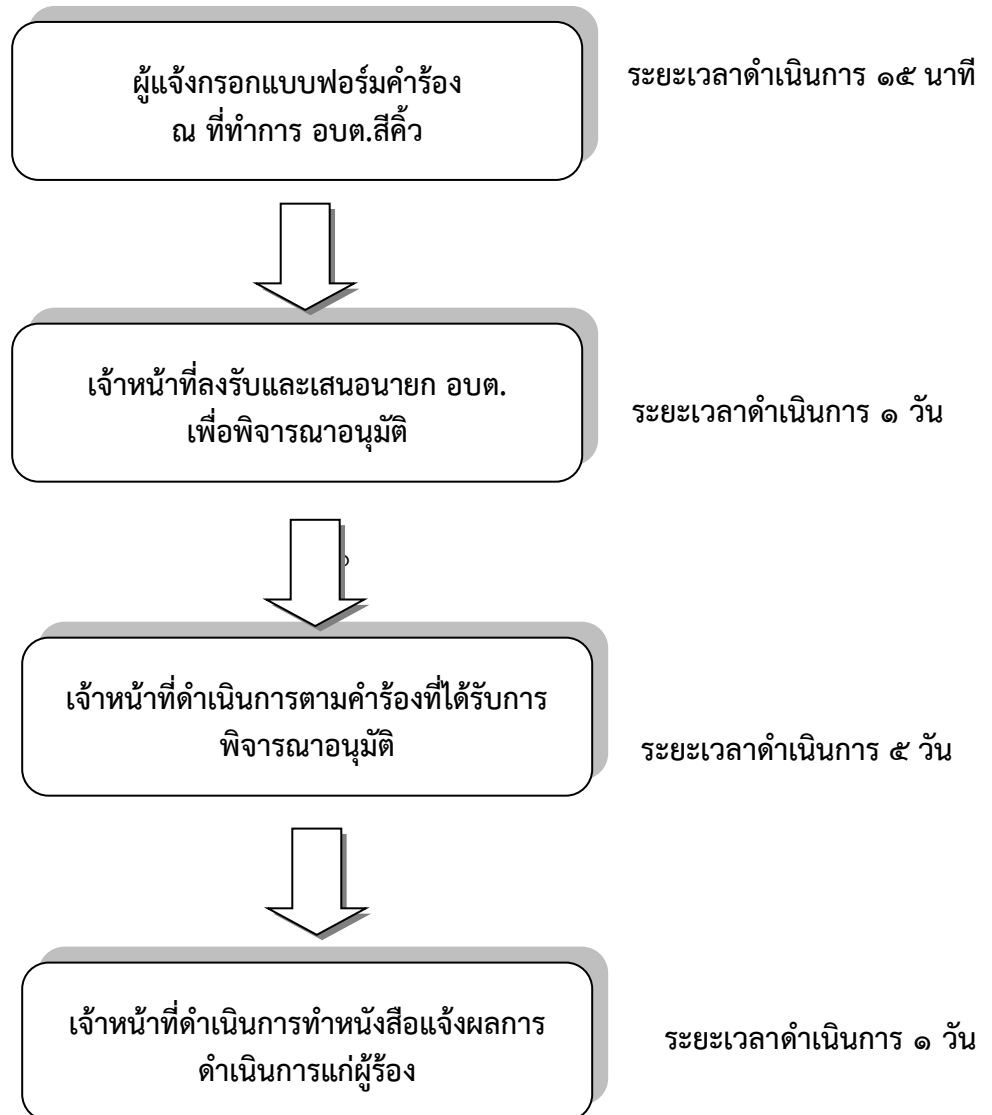 ผู้แจ้งกรอกแบบฟอร์มคำร้อง
ณ ที่ทำการ อบต.สีคิ้ว
ระยะเวลาดำเนินการ ๑๕ นาที
เจ้าหน้าที่ลงรับและเสนอนายก อบต.
เพื่อพิจารณาอนุมัติ
ระยะเวลาดำเนินการ ๑ วัน
เจ้าหน้าที่ดำเนินการตามคำร้องที่ได้รับการ
พิจารณาอนุมัติ
ระยะเวลาดำเนินการ ๕ วัน
เจ้าหน้าที่ดำเนินการทำหนังสือแจ้งผลการ
ดำเนินการแก่ผู้ร้อง
ระยะเวลาดำเนินการ ๑ วัน